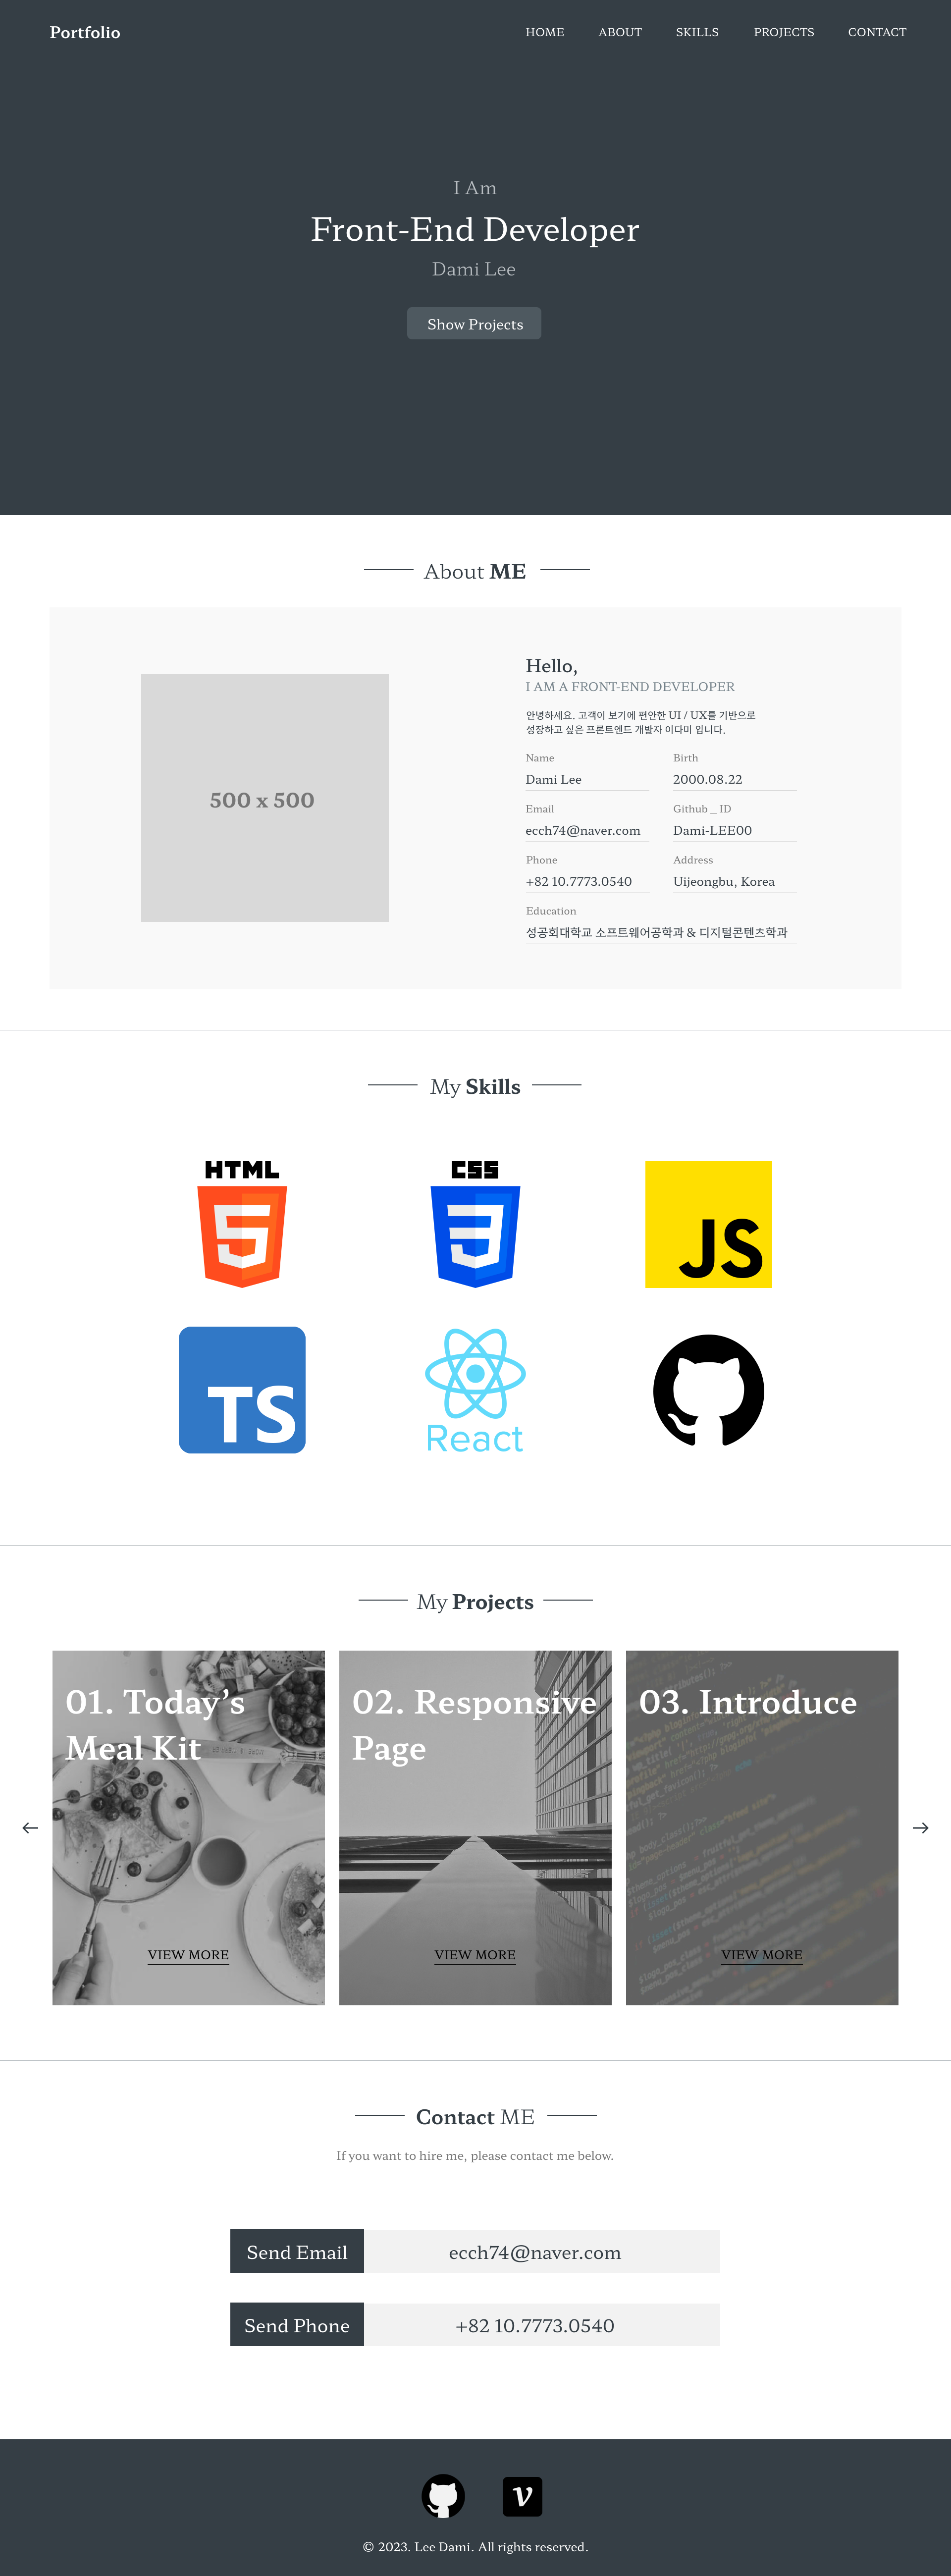 Portfolio
HOME
ABOUT
SKILLS
PROJECTS
CONTACT
I Am
Front-End Developer
Dami Lee
Show Projects
About ME
500 x 500
Hello,
I AM A FRONT-END DEVELOPER
안녕하세요. 고객이 보기에 편안한 UI / UX를 기반으로
성장하고 싶은 프론트엔드 개발자 이다미 입니다.
Name
Birth
Dami Lee
2000.08.22
Email
Github _ ID
ecch74@naver.com
Dami-LEE00
Phone
Address
+82 10.7773.0540
Uijeongbu, Korea
Education
성공회대학교 소프트웨어공학과 & 디지털콘텐츠학과
My Skills
HTML
5
CSS
3
JS
TS
React
My Projects
01. Today's
Meal Kit
VIEW MORE
02. Responsive
Page
VIEW MORE
03. Introduce
VIEW MORE
Contact ME
If you want to hire me, please contact me below.
Send Email
ecch74@naver.com
Send Phone
+82 10.7773.0540
v
© 2023. Lee Dami. All rights reserved.